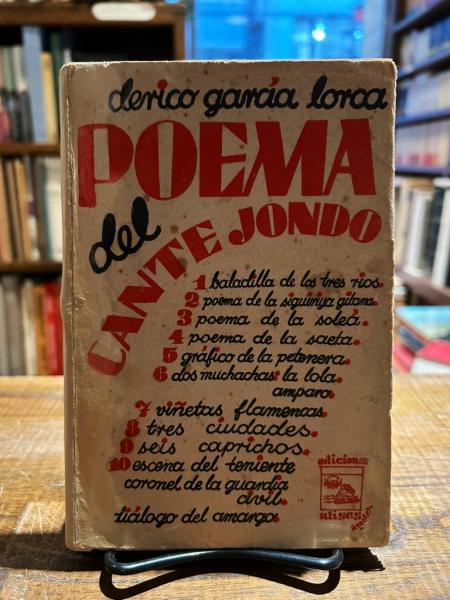 derico garcía lorca
POEMA
del
CANTE JONDO
1 baladilla de los tres ríos.
2 poema de la siguiriya gitana.
3 poema de la soleá.
4 poema de la saeta.
5 gráfico de la petenera.
6 dos muchachas: la lola.
amparo.
7 viñetas flamencas.
8 tres ciudades.
9 seis caprichos.
10 escena del teniente
coronel de la guardia
civil.
diálogo del amargo.
ediciones
ulises